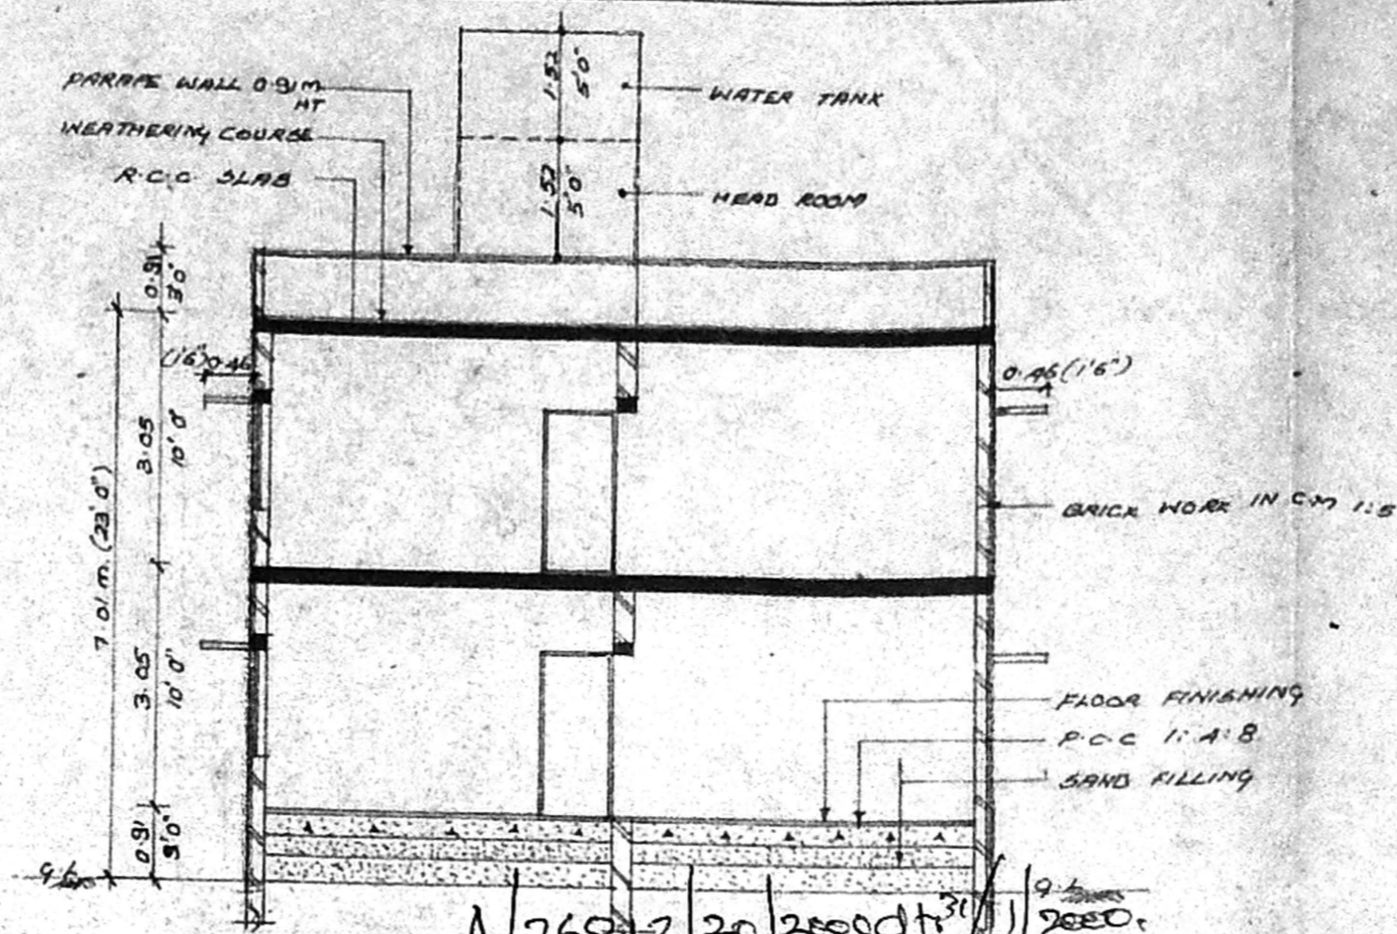 1.52
5'0"
WATER TANK
PARAPE WALL 0.91m
HT
WEATHERING COURSE
R.C.C SLAB
1.52
5'0"
HEAD ROOM
0.91
3'0"
(1'6") 0.46
0.46 (1'6")
3.05
10' 0"
7.01 m. (23' 0")
BRICK WORK IN C.M 1:5
3.05
10' 0"
FLOOR FINISHING
P.C.C 1:4:8
SAND FILLING
0.91
3'0"
G.L
G.L
2000